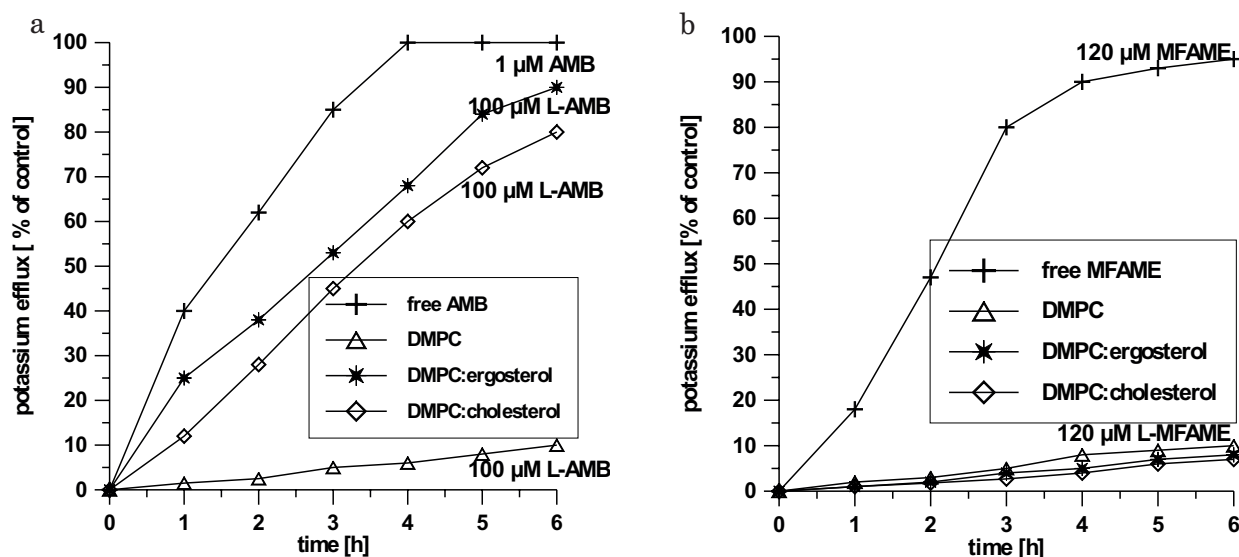 a
potassium efflux [ % of control]
100
90
80
70
60
50
40
30
20
10
0
1 µM AMB
100 µM L-AMB
100 µM L-AMB
free AMB
DMPC
DMPC:ergosterol
DMPC:cholesterol
100 µM L-AMB
0 1 2 3 4 5 6
time [h]
b
potassium efflux [% of control]
100
90
80
70
60
50
40
30
20
10
0
120 µM MFAME
free MFAME
DMPC
DMPC:ergosterol
DMPC:cholesterol
120 µM L-MFAME
0 1 2 3 4 5 6
time [h]